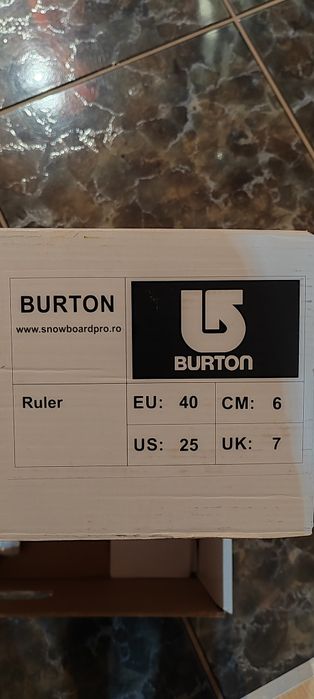 BURTON
www.snowboardpro.ro
BURTON
Ruler
EU: 40 CM: 6
US: 25 UK: 7